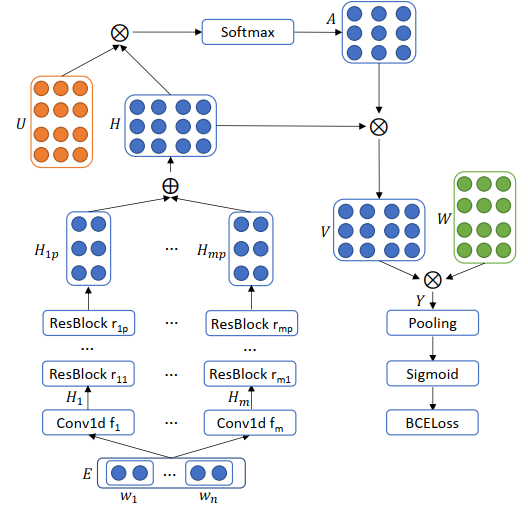 A
⊗ Softmax
U H ⊗
⊕
H₁ₚ ... Hₘₚ V W
⊗
Y
ResBlock r₁ₚ ... ResBlock rₘₚ Pooling
... ...
ResBlock r₁₁ ... ResBlock rₘ₁ Sigmoid
H₁ Hₘ
Conv1d f₁ ... Conv1d fₘ BCELoss
E ...
w₁ wₙ